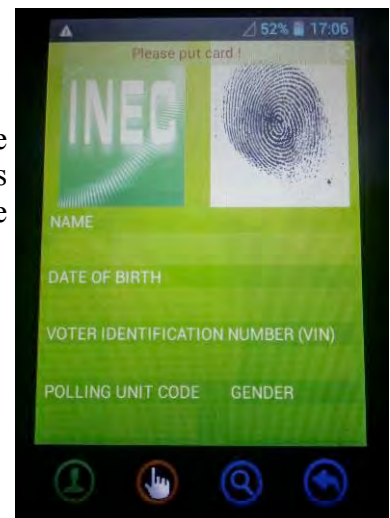 52% 17:06
Please put card !
INEC
NAME
DATE OF BIRTH
VOTER IDENTIFICATION NUMBER (VIN)
POLLING UNIT CODE GENDER
e
s
e